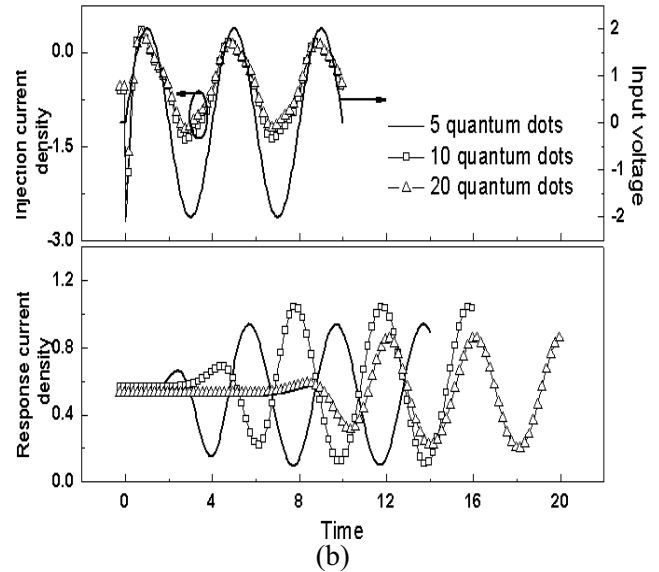 0.0
-1.5
-3.0
Injection current
density
2
1
0
-1
-2
Input voltage
5 quantum dots
10 quantum dots
20 quantum dots
1.2
0.8
0.4
0.0
Response current
density
0 4 8 12 16 20
Time
(b)